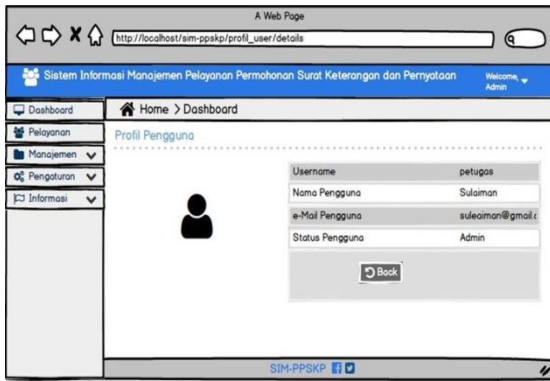 A Web Page
http://localhost/sim-ppskp/profil_user/details
Sistem Informasi Manajemen Pelayanan Permohonan Surat Keterangan dan Pernyataan
Welcome, Admin
Dashboard
Home > Dashboard
Pelayanan
Manajemen
Pengaturan
Informasi
Profil Pengguna
Username petugas
Nama Pengguna Sulaiman
e-Mail Pengguna suleaiman@gmail.c
Status Pengguna Admin
Back
SIM-PPSKP